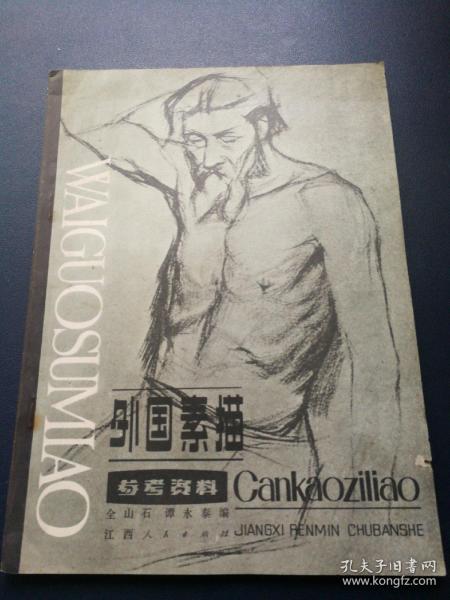 WAIGUOSUMIAO
外国素描
参考资料 Cankaoziliao
全山石 谭永泰编
江西人民出版社 JIANGXI RENMIN CHUBANSHE
孔夫子旧书网
www.kongfz.com